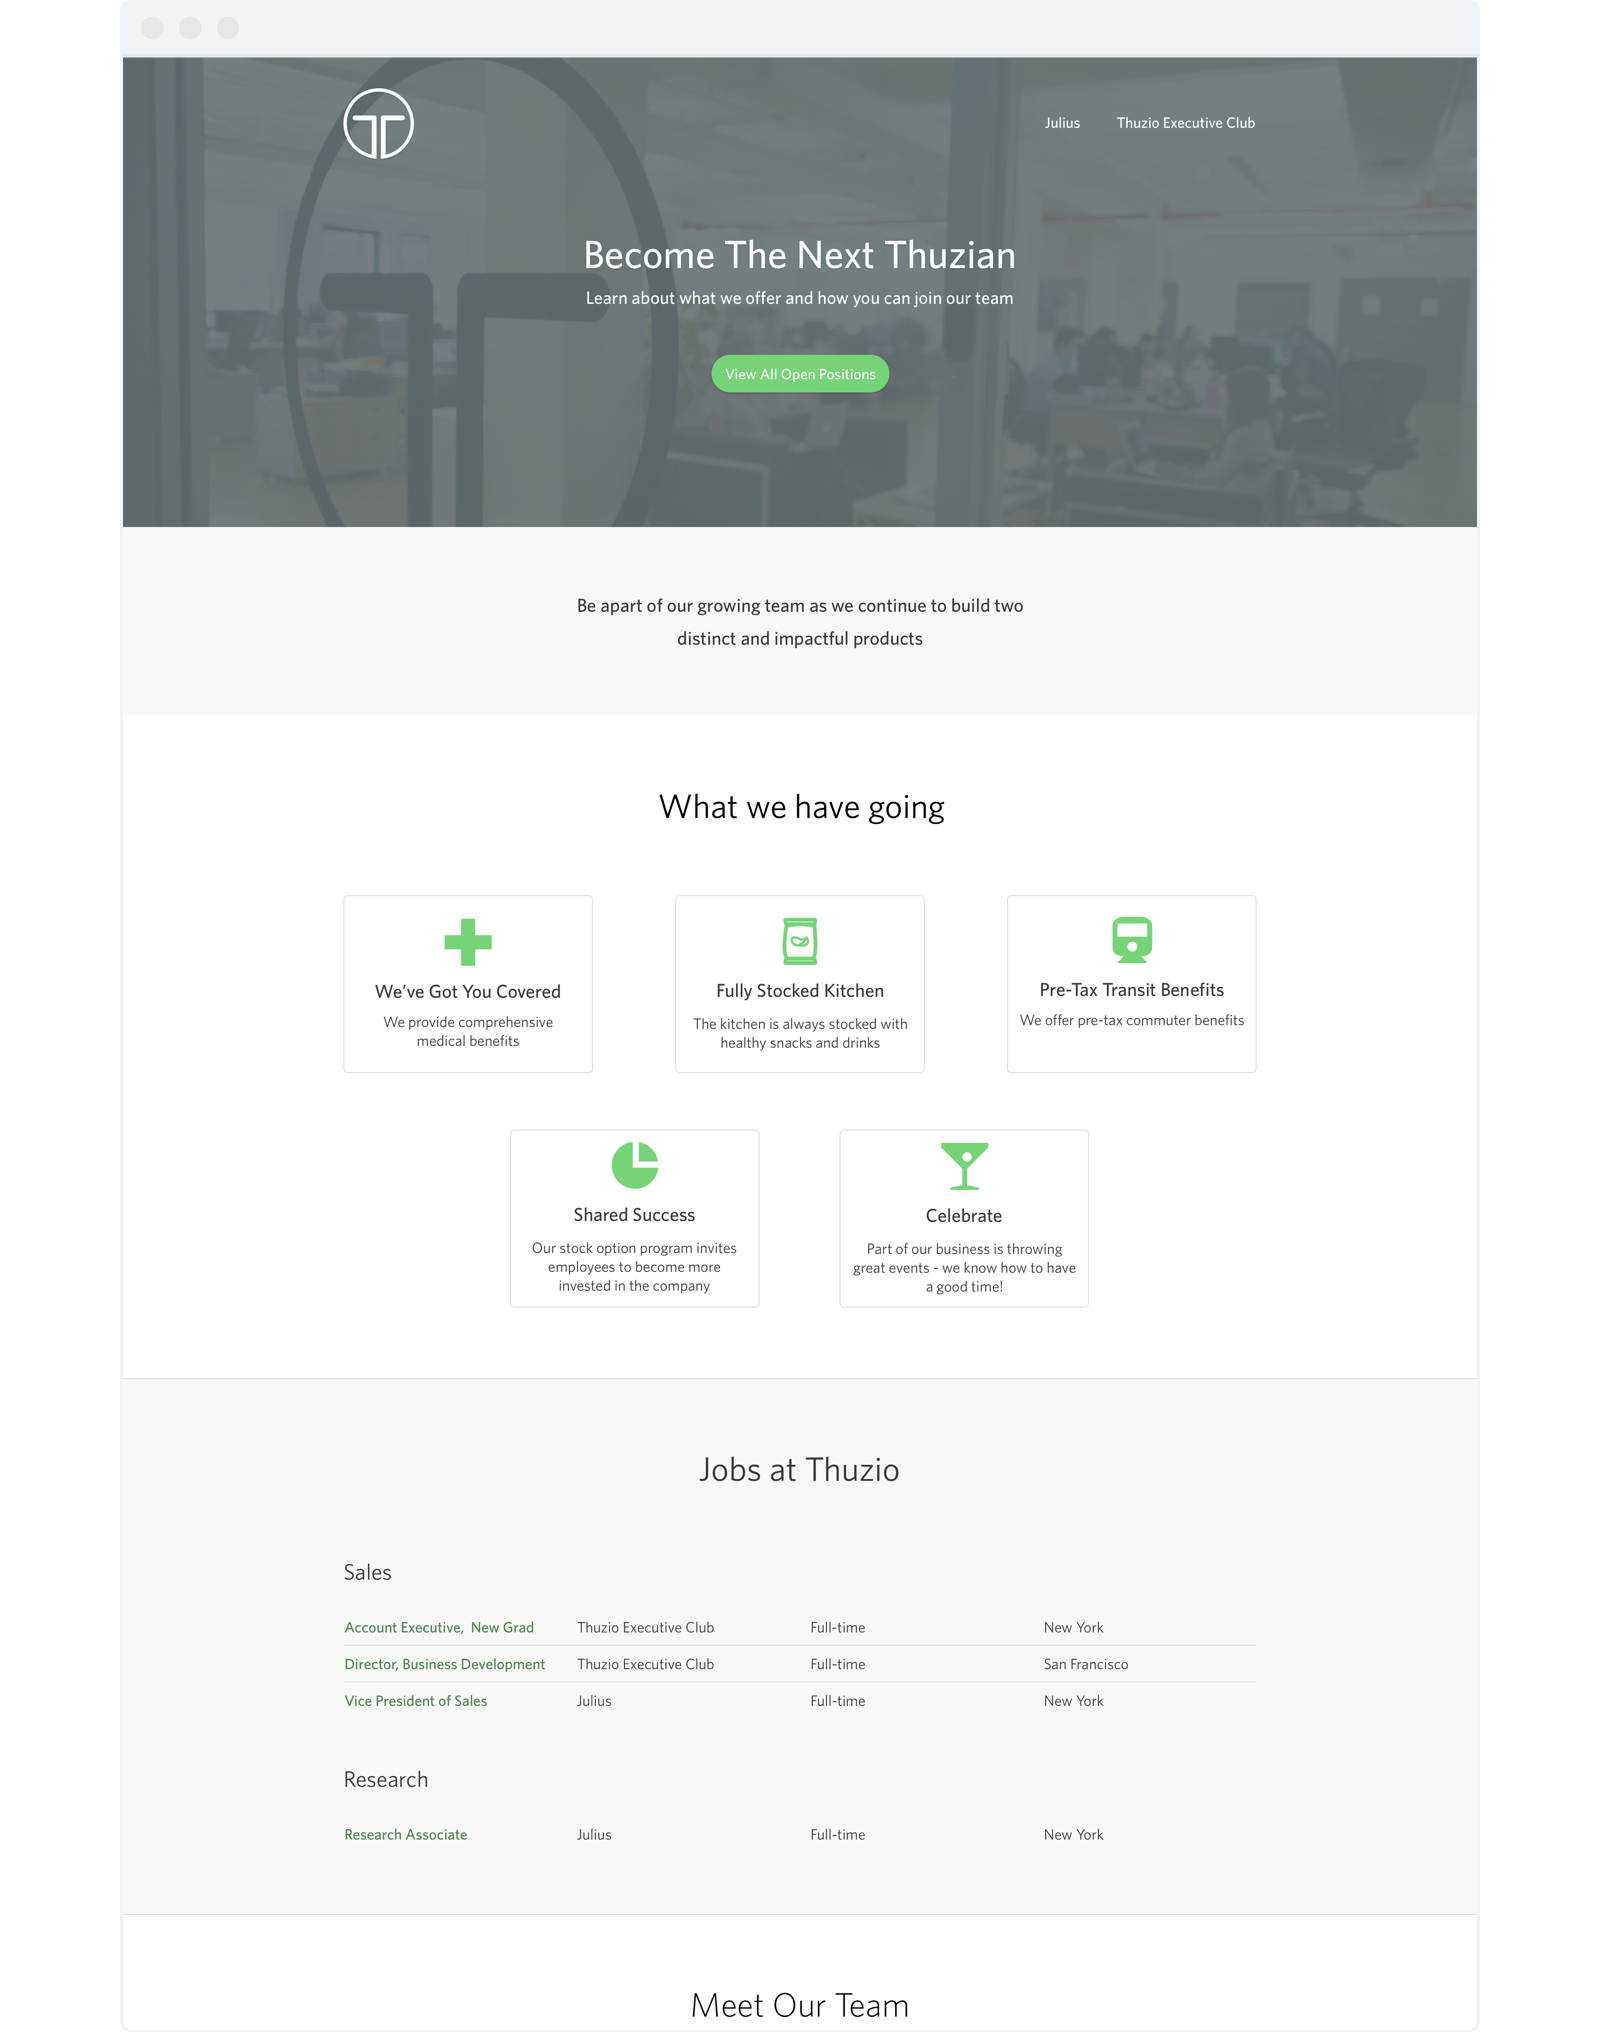 Julius Thuzio Executive Club
Become The Next Thuzian
Learn about what we offer and how you can join our team
View All Open Positions
Be apart of our growing team as we continue to build two
distinct and impactful products
What we have going
We've Got You Covered
We provide comprehensive
medical benefits
Fully Stocked Kitchen
The kitchen is always stocked with
healthy snacks and drinks
Pre-Tax Transit Benefits
We offer pre-tax commuter benefits
Shared Success
Our stock option program invites
employees to become more
invested in the company
Celebrate
Part of our business is throwing
great events - we know how to have
a good time!
Jobs at Thuzio
Sales
Account Executive, New Grad Thuzio Executive Club Full-time New York
Director, Business Development Thuzio Executive Club Full-time San Francisco
Vice President of Sales Julius Full-time New York
Research
Research Associate Julius Full-time New York
Meet Our Team